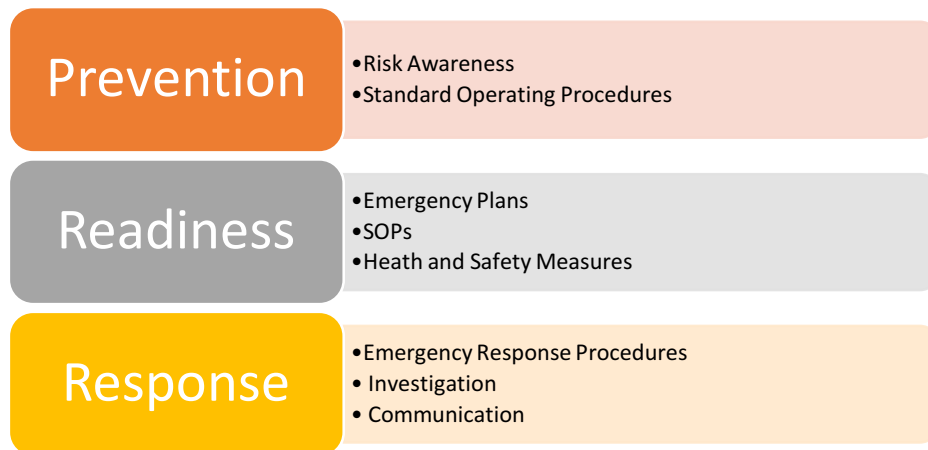 Prevention
•Risk Awareness
•Standard Operating Procedures
Readiness
•Emergency Plans
•SOPs
•Heath and Safety Measures
Response
•Emergency Response Procedures
• Investigation
• Communication